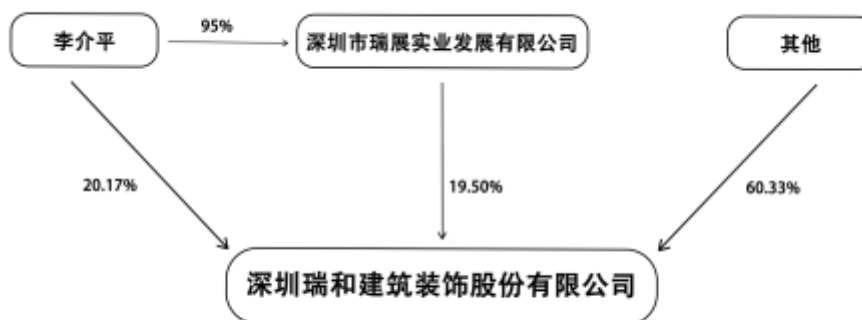 李介平
95%
深圳市瑞展实业发展有限公司
其他
20.17%
19.50%
60.33%
深圳瑞和建筑装饰股份有限公司